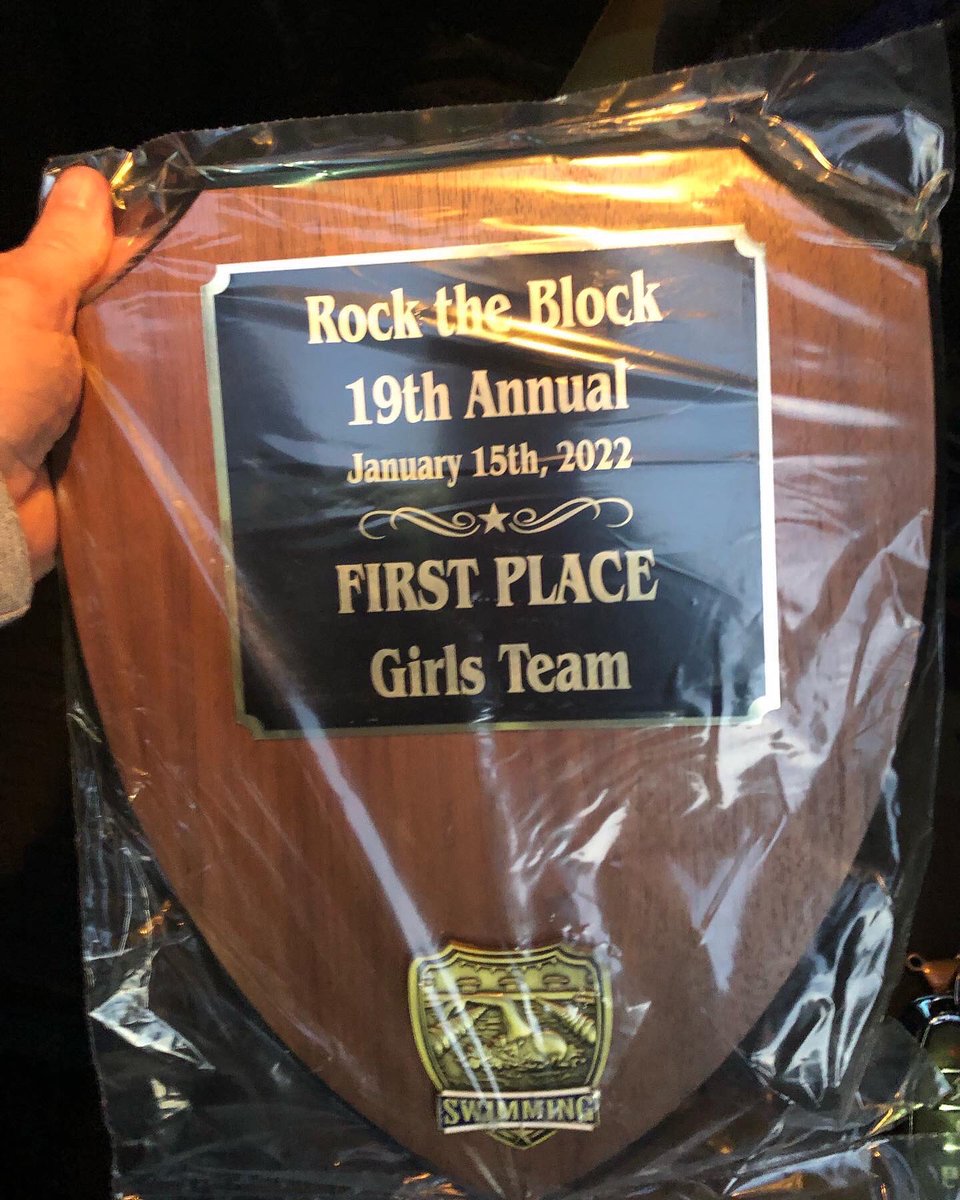 Rock the Block
19th Annual
January 15th, 2022
FIRST PLACE
Girls Team
SWIMMING